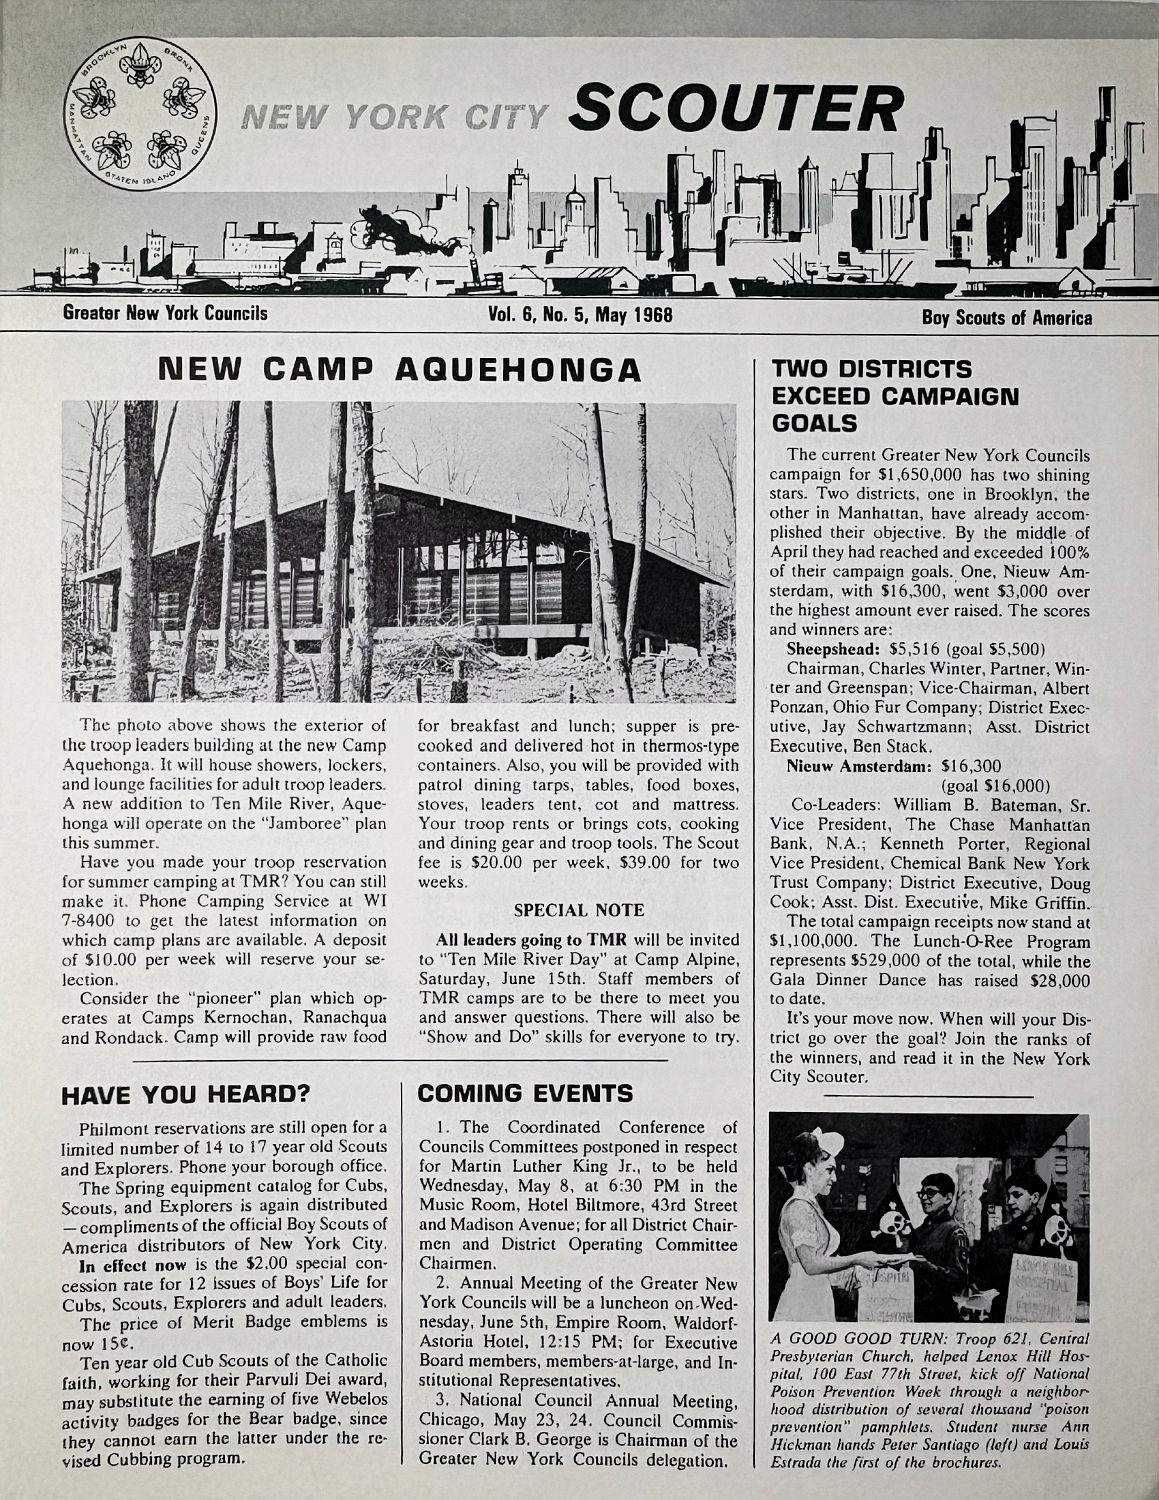 BROOKLYN
BRONX
MANHATTAN
QUEENS
STATEN ISLAND
NEW YORK CITY SCOUTER
Greater New York Councils
Vol. 6, No. 5, May 1968
Boy Scouts of America
NEW CAMP AQUEHONGA
The photo above shows the exterior of
the troop leaders building at the new Camp
Aquehonga. It will house showers, lockers,
and lounge facilities for adult troop leaders.
A new addition to Ten Mile River, Aque-
honga will operate on the "Jamboree" plan
this summer.
Have you made your troop reservation
for summer camping at TMR? You can still
make it. Phone Camping Service at WI
7-8400 to get the latest information on
which camp plans are available. A deposit
of $10.00 per week will reserve your se-
lection.
Consider the "pioneer" plan which op-
erates at Camps Kernochan, Ranachqua
and Rondack. Camp will provide raw food
for breakfast and lunch; supper is pre-
cooked and delivered hot in thermos-type
containers. Also, you will be provided with
patrol dining tarps, tables, food boxes,
stoves, leaders tent, cot and mattress.
Your troop rents or brings cots, cooking
and dining gear and troop tools. The Scout
fee is $20.00 per week, $39.00 for two
weeks.
SPECIAL NOTE
All leaders going to TMR will be invited
to "Ten Mile River Day" at Camp Alpine,
Saturday, June 15th. Staff members of
TMR camps are to be there to meet you
and answer questions. There will also be
"Show and Do" skills for everyone to try.
TWO DISTRICTS
EXCEED CAMPAIGN
GOALS
The current Greater New York Councils
campaign for $1,650,000 has two shining
stars. Two districts, one in Brooklyn, the
other in Manhattan, have already accom-
plished their objective. By the middle of
April they had reached and exceeded 100%
of their campaign goals. One, Nieuw Am-
sterdam, with $16,300, went $3,000 over
the highest amount ever raised. The scores
and winners are:
Sheepshead: $5,516 (goal $5,500)
Chairman, Charles Winter, Partner, Win-
ter and Greenspan; Vice-Chairman, Albert
Ponzan, Ohio Fur Company; District Exec-
utive, Jay Schwartzmann; Asst. District
Executive, Ben Stack.
Nieuw Amsterdam: $16,300
(goal $16,000)
Co-Leaders: William B. Bateman, Sr.
Vice President, The Chase Manhattan
Bank, N.A.; Kenneth Porter, Regional
Vice President, Chemical Bank New York
Trust Company; District Executive, Doug
Cook; Asst. Dist. Executive, Mike Griffin.
The total campaign receipts now stand at
$1,100,000. The Lunch-O-Ree Program
represents $529,000 of the total, while the
Gala Dinner Dance has raised $28,000
to date.
It's your move now. When will your Dis-
trict go over the goal? Join the ranks of
the winners, and read it in the New York
City Scouter.
HAVE YOU HEARD?
Philmont reservations are still open for a
limited number of 14 to 17 year old Scouts
and Explorers. Phone your borough office.
The Spring equipment catalog for Cubs,
Scouts, and Explorers is again distributed
—compliments of the official Boy Scouts of
America distributors of New York City.
In effect now is the $2.00 special con-
cession rate for 12 issues of Boys' Life for
Cubs, Scouts, Explorers and adult leaders.
The price of Merit Badge emblems is
now 15¢.
Ten year old Cub Scouts of the Catholic
faith, working for their Parvuli Dei award,
may substitute the earning of five Webelos
activity badges for the Bear badge, since
they cannot earn the latter under the re-
vised Cubbing program.
COMING EVENTS
1. The Coordinated Conference of
Councils Committees postponed in respect
for Martin Luther King Jr., to be held
Wednesday, May 8, at 6:30 PM in the
Music Room, Hotel Biltmore, 43rd Street
and Madison Avenue; for all District Chair-
men and District Operating Committee
Chairmen.
2. Annual Meeting of the Greater New
York Councils will be a luncheon on Wed-
nesday, June 5th, Empire Room, Waldorf-
Astoria Hotel, 12:15 PM; for Executive
Board members, members-at-large, and In-
stitutional Representatives.
3. National Council Annual Meeting,
Chicago, May 23, 24. Council Commis-
sioner Clark B. George is Chairman of the
Greater New York Councils delegation.
LENOX HILL
HOSPITAL
A GOOD GOOD TURN: Troop 621, Central
Presbyterian Church, helped Lenox Hill Hos-
pital, 100 East 77th Street, kick off National
Poison Prevention Week through a neighbor-
hood distribution of several thousand "poison
prevention" pamphlets. Student nurse Ann
Hickman hands Peter Santiago (left) and Louis
Estrada the first of the brochures.